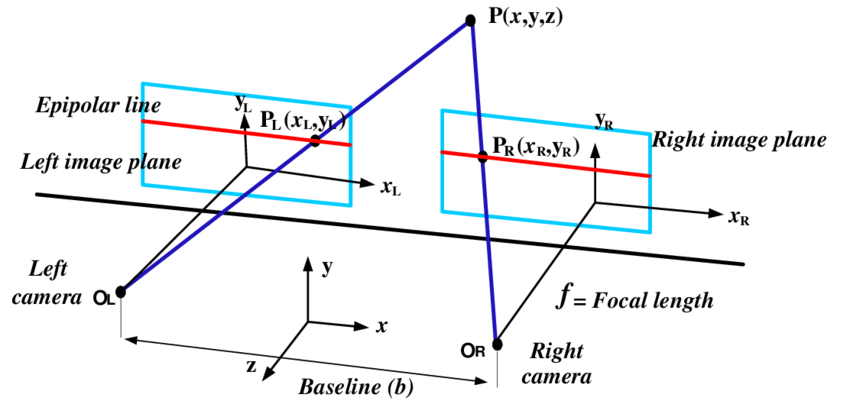 P(x,y,z)
Epipolar line
yL
PL(xL,yL)
Left image plane
xL
yR
PR(xR,yR)
Right image plane
xR
Left
camera OL
y
x
z
f = Focal length
OR
Right
camera
Baseline (b)